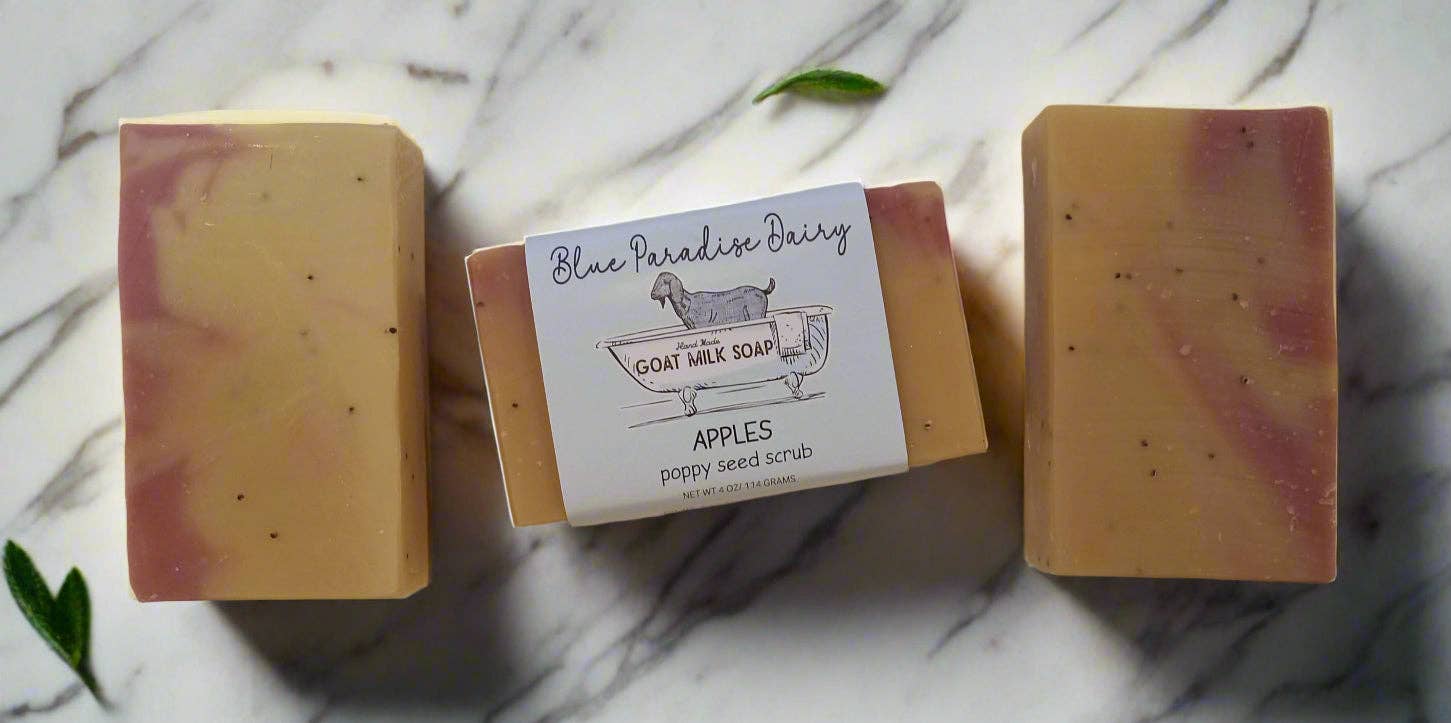 Blue Paradise Dairy
Hand Made
GOAT MILK SOAP
APPLES
poppy seed scrub
NET WT 4 OZ/ 114 GRAMS